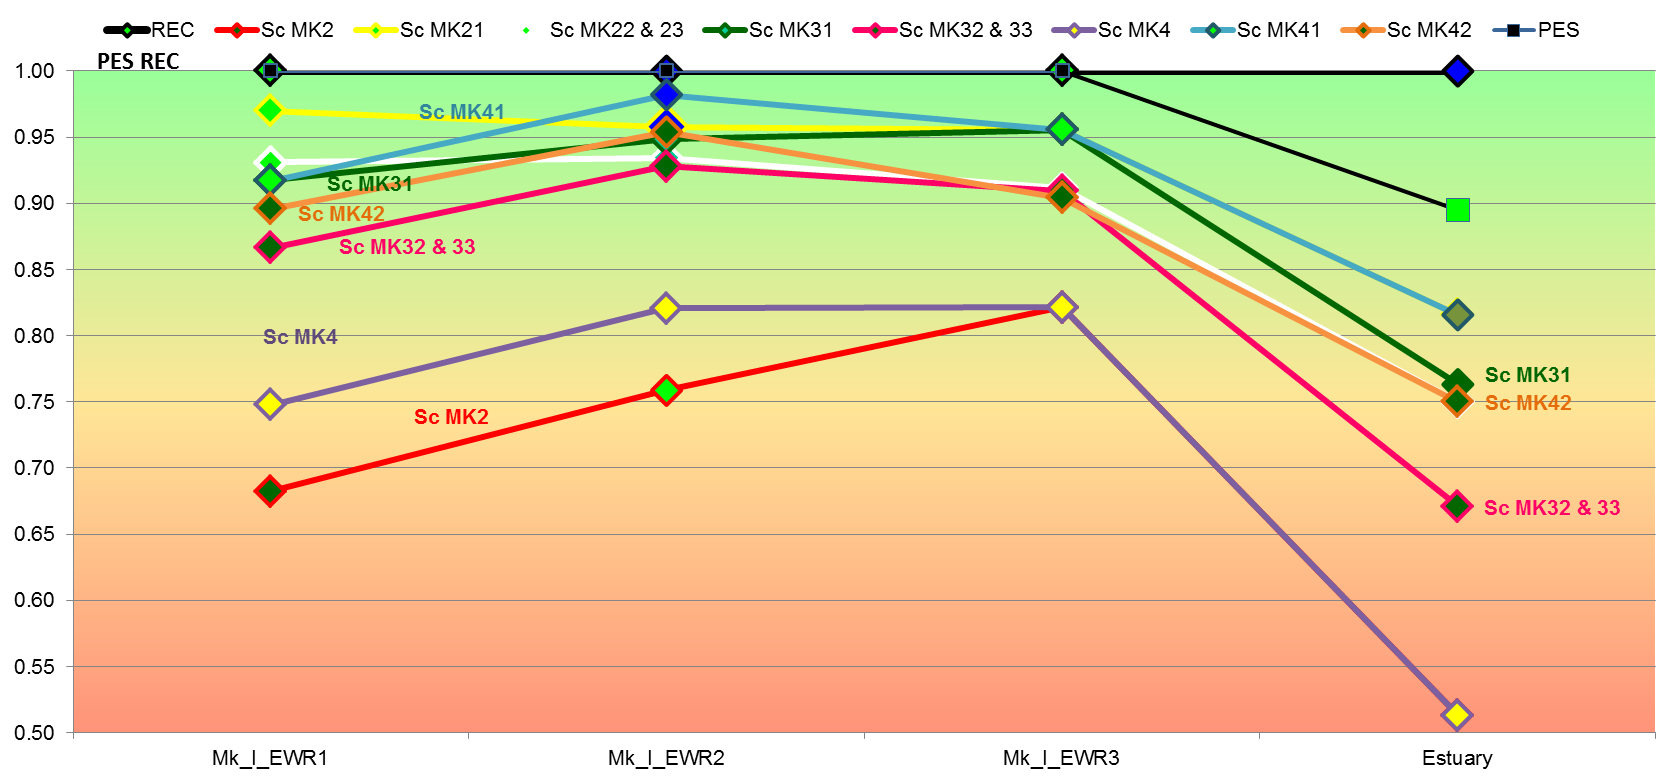 REC Sc MK2 Sc MK21 Sc MK22 & 23 Sc MK31 Sc MK32 & 33 Sc MK4 Sc MK41 Sc MK42 PES
PES REC
1.00
Sc MK41
0.95
Sc MK31
0.90
Sc MK42
Sc MK32 & 33
0.85
0.80
Sc MK4
Sc MK31
0.75
Sc MK42
Sc MK2
0.70
Sc MK32 & 33
0.65
0.60
0.55
0.50
Mk_I_EWR1 Mk_I_EWR2 Mk_I_EWR3 Estuary